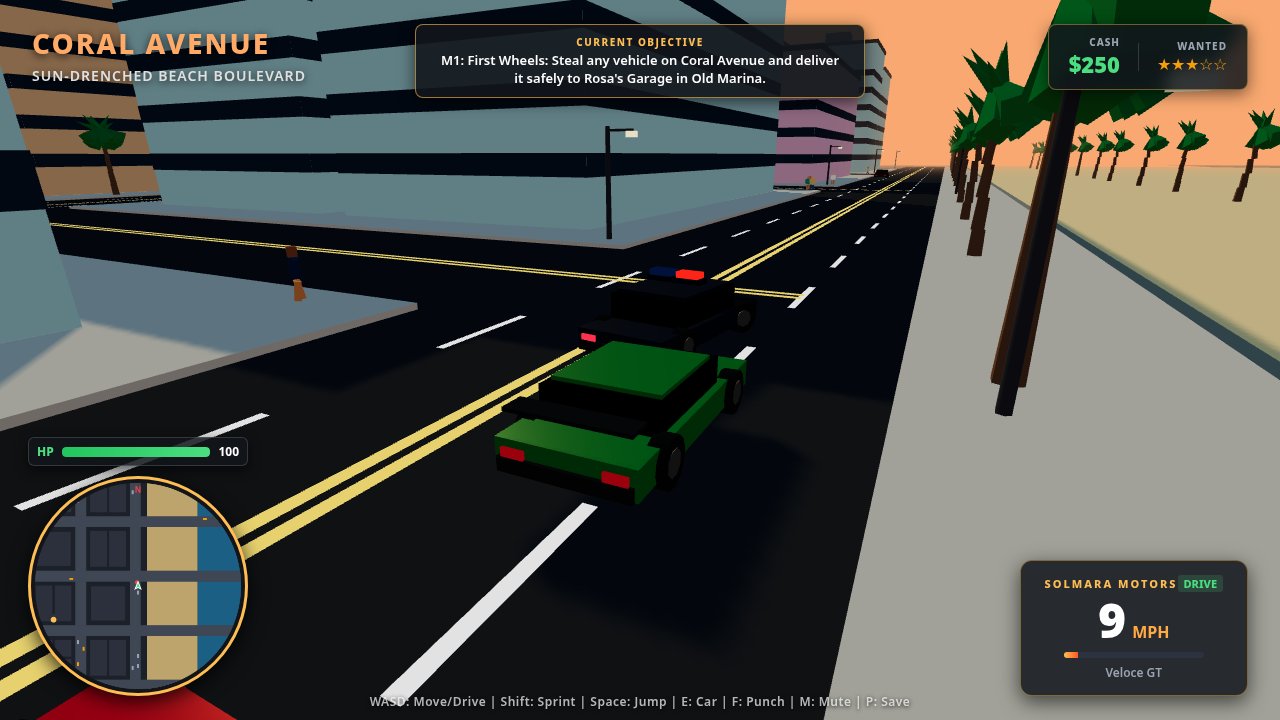 CORAL AVENUE
SUN-DRENCHED BEACH BOULEVARD
CURRENT OBJECTIVE
M1: First Wheels: Steal any vehicle on Coral Avenue and deliver
it safely to Rosa's Garage in Old Marina.
CASH
$250
WANTED
★★★☆☆
HP 100
N
SOLMARA MOTORS DRIVE
9 MPH
Veloce GT
WASD: Move/Drive | Shift: Sprint | Space: Jump | E: Car | F: Punch | M: Mute | P: Save